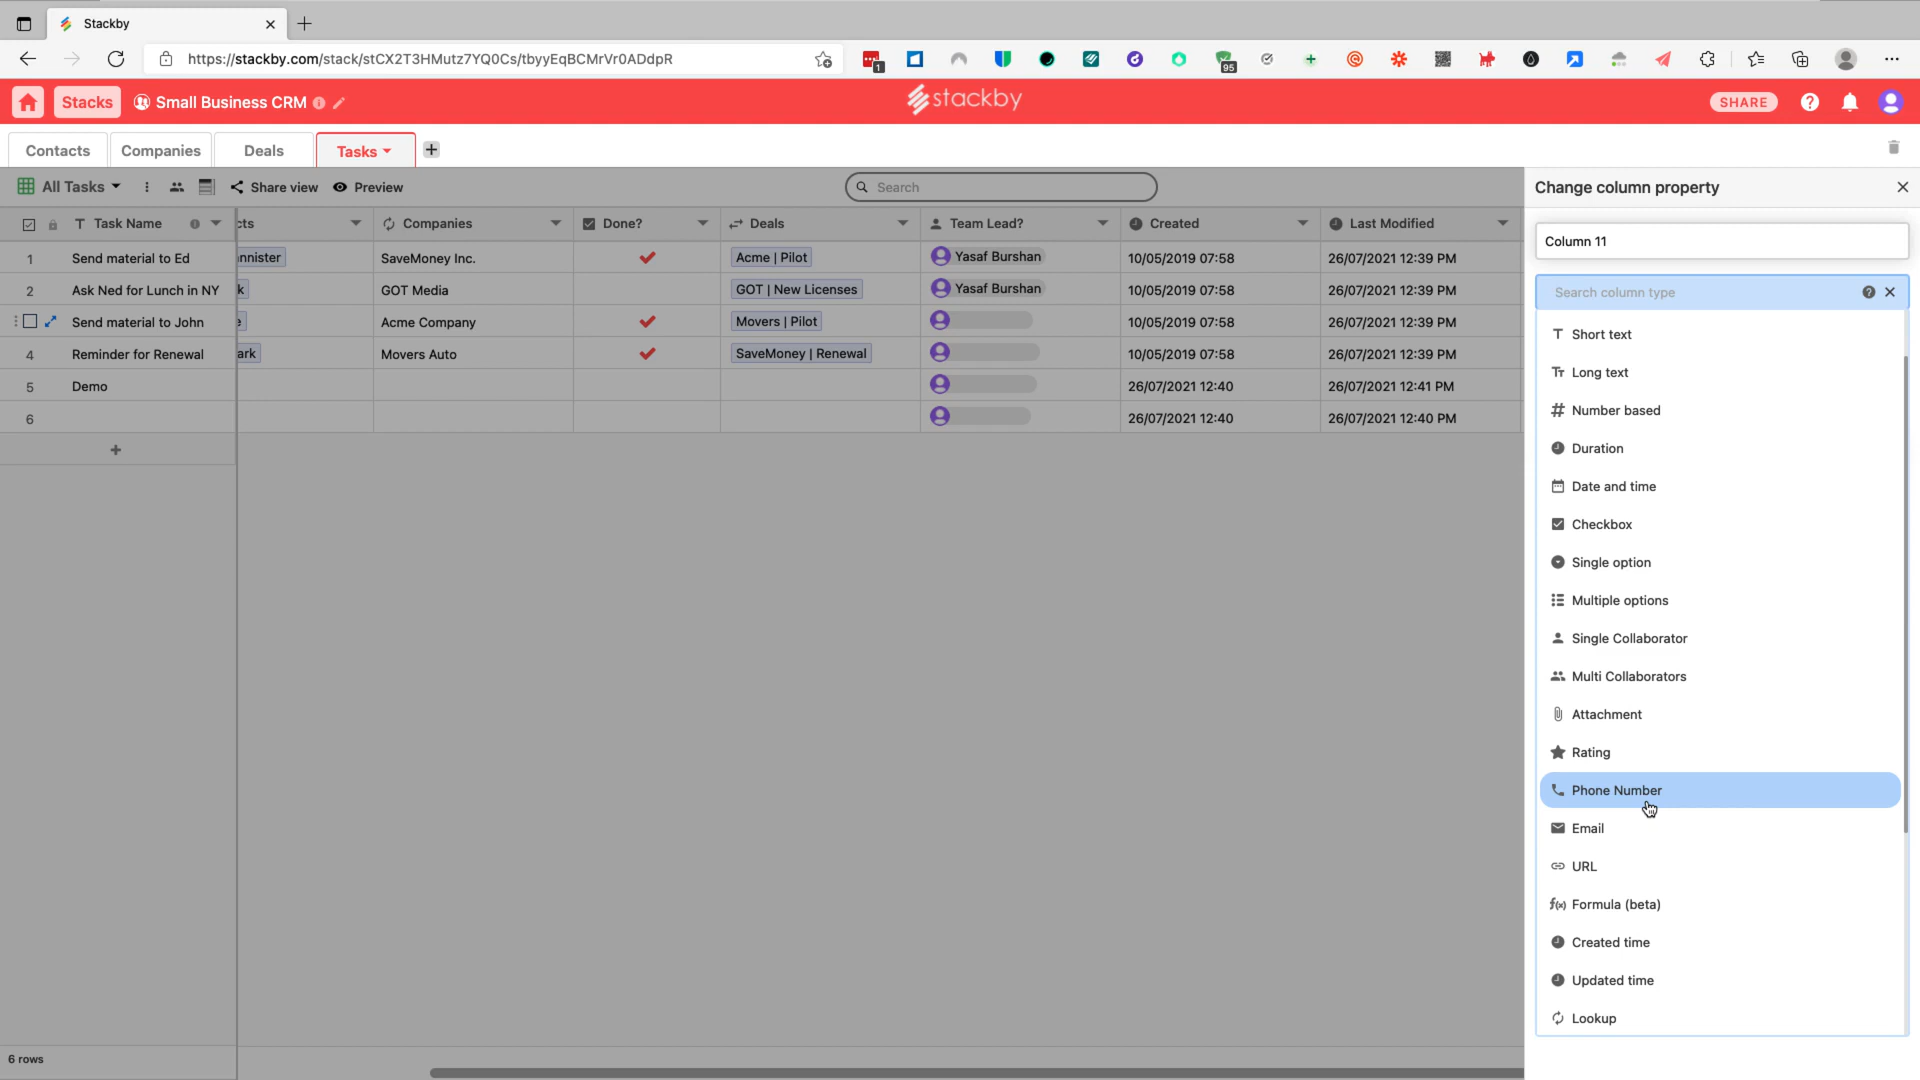 Stackby
https://stackby.com/stack/stCX2T3HMutz7YQ0Cs/tbyyEqBCMrVr0ADdpR
1
95
Stacks
Small Business CRM
stackby
SHARE
Contacts
Companies
Deals
Tasks
All Tasks
Share view
Preview
Search
Change column property
Task Name
cts
Companies
Done?
Deals
Team Lead?
Created
Last Modified
Column 11
1 Send material to Ed annister SaveMoney Inc. Acme | Pilot Yasaf Burshan 10/05/2019 07:58 26/07/2021 12:39 PM
2 Ask Ned for Lunch in NY k GOT Media GOT | New Licenses Yasaf Burshan 10/05/2019 07:58 26/07/2021 12:39 PM
Send material to John e Acme Company Movers | Pilot 10/05/2019 07:58 26/07/2021 12:39 PM
4 Reminder for Renewal ark Movers Auto SaveMoney | Renewal 10/05/2019 07:58 26/07/2021 12:39 PM
5 Demo 26/07/2021 12:40 26/07/2021 12:41 PM
6 26/07/2021 12:40 26/07/2021 12:40 PM
Search column type
Short text
Long text
Number based
Duration
Date and time
Checkbox
Single option
Multiple options
Single Collaborator
Multi Collaborators
Attachment
Rating
Phone Number
Email
URL
f(x) Formula (beta)
Created time
Updated time
Lookup
6 rows